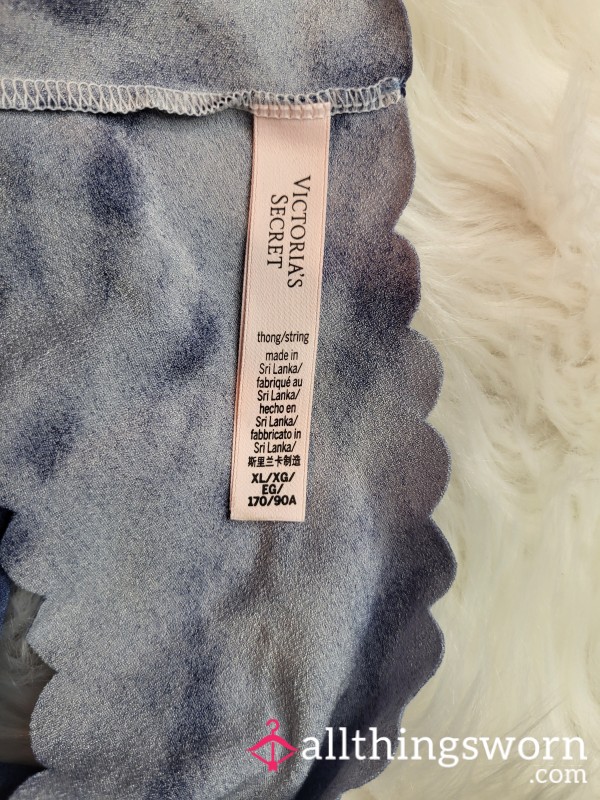 VICTORIA'S
SECRET
thong/string
made in
Sri Lanka/
fabriqué au
Sri Lanka/
hecho en
Sri Lanka/
fabbricato in
Sri Lanka/
斯里兰卡制造
XL/XG/
EG/
170/90A
allthingsworn
.com